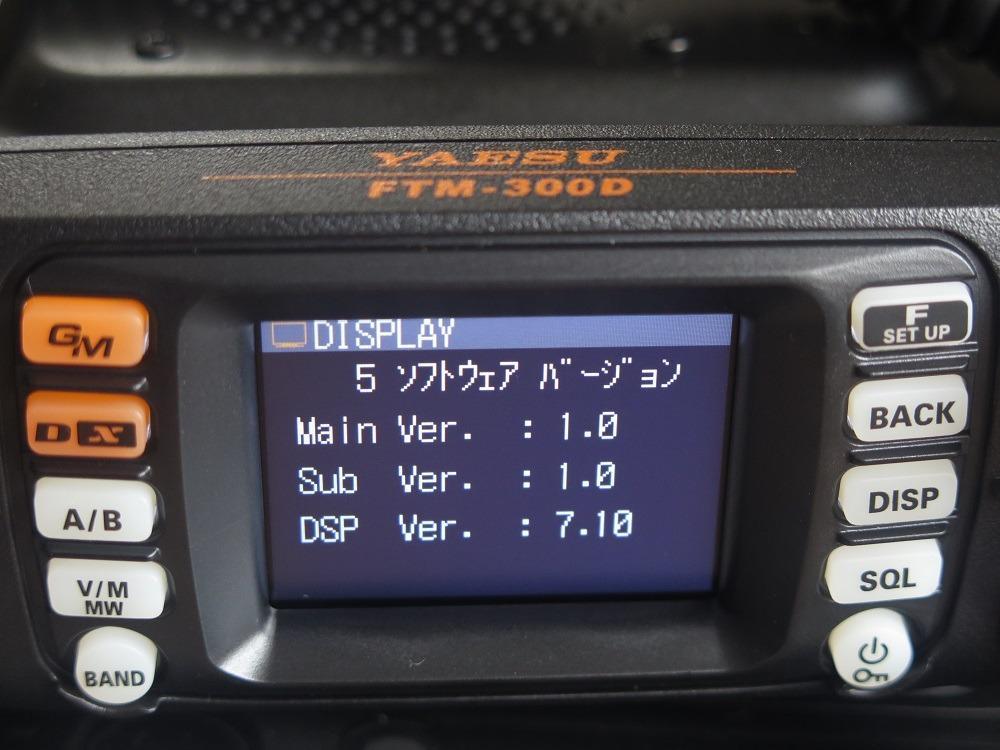 YAESU
FTM-300D
GM
DX
A/B
V/M
MW
BAND
DISPLAY
5 ソフトウェア バージョン
Main Ver. : 1.0
Sub Ver. : 1.0
DSP Ver. : 7.10
F
SET UP
BACK
DISP
SQL